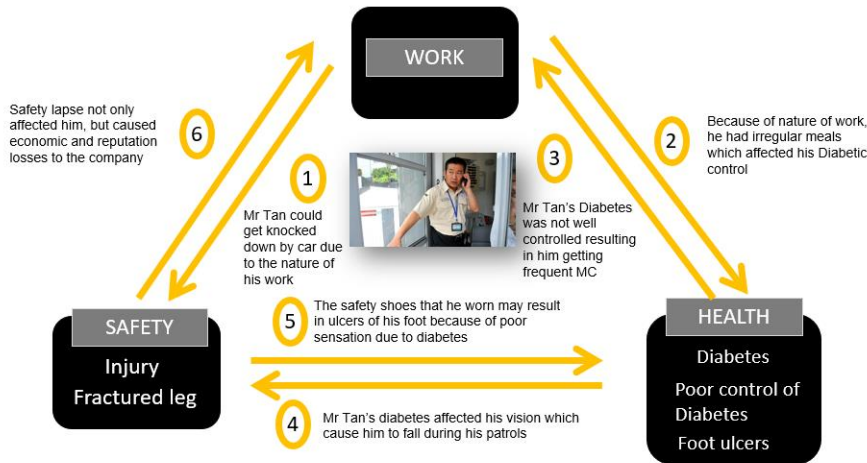 WORK
Safety lapse not only
affected him, but caused
economic and reputation
losses to the company
6
1
Mr Tan could
get knocked
down by car due
to the nature of
his work
3
Mr Tan's Diabetes
was not well
controlled resulting
in him getting
frequent MC
2
Because of nature of work,
he had irregular meals
which affected his Diabetic
control
SAFETY
Injury
Fractured leg
5
The safety shoes that he worn may result
in ulcers of his foot because of poor
sensation due to diabetes
4
Mr Tan's diabetes affected his vision which
cause him to fall during his patrols
HEALTH
Diabetes
Poor control of
Diabetes
Foot ulcers